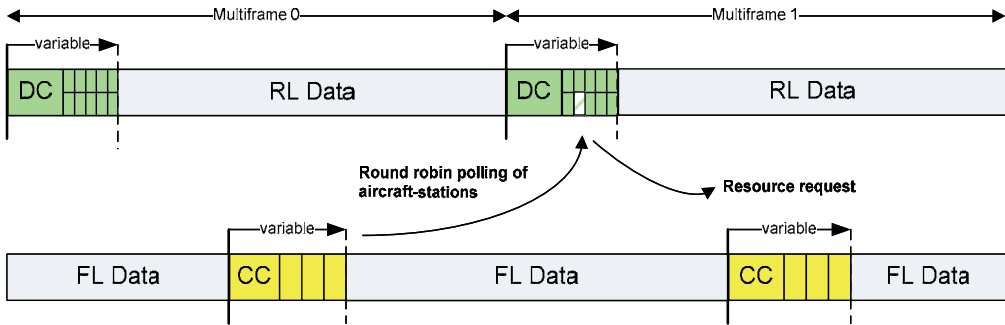 Multiframe 0
Multiframe 1
variable
variable
DC
RL Data
DC
RL Data
Round robin polling of
aircraft-stations
Resource request
variable
variable
FL Data
CC
FL Data
CC
FL Data